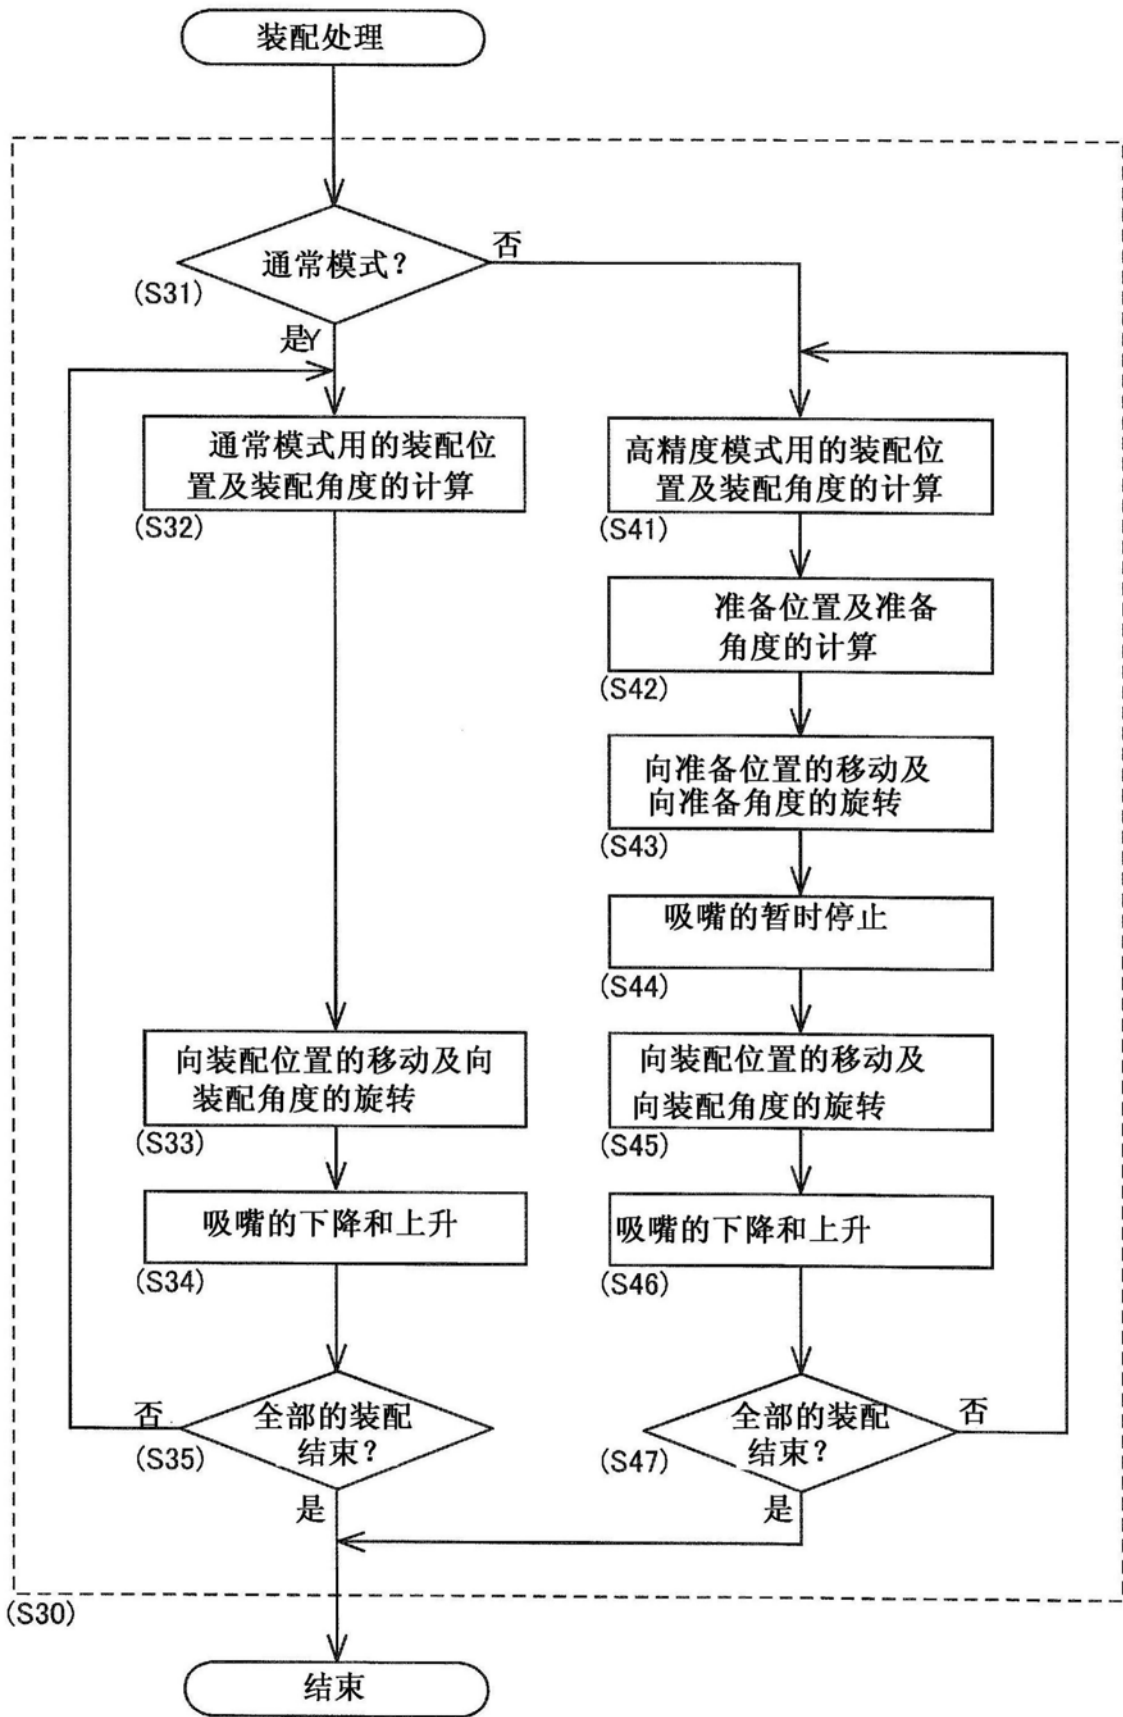 装配处理
通常模式？
否
(S31)
是Y
通常模式用的装配位
置及装配角度的计算
(S32)
高精度模式用的装配位
置及装配角度的计算
(S41)
准备位置及准备
角度的计算
(S42)
向准备位置的移动及
向准备角度的旋转
(S43)
吸嘴的暂时停止
(S44)
向装配位置的移动及向
装配角度的旋转
(S33)
向装配位置的移动及
向装配角度的旋转
(S45)
吸嘴的下降和上升
(S34)
吸嘴的下降和上升
(S46)
否
全部的装配
结束？
(S35)
是
全部的装配
结束？
否
(S47)
是
(S30)
结束